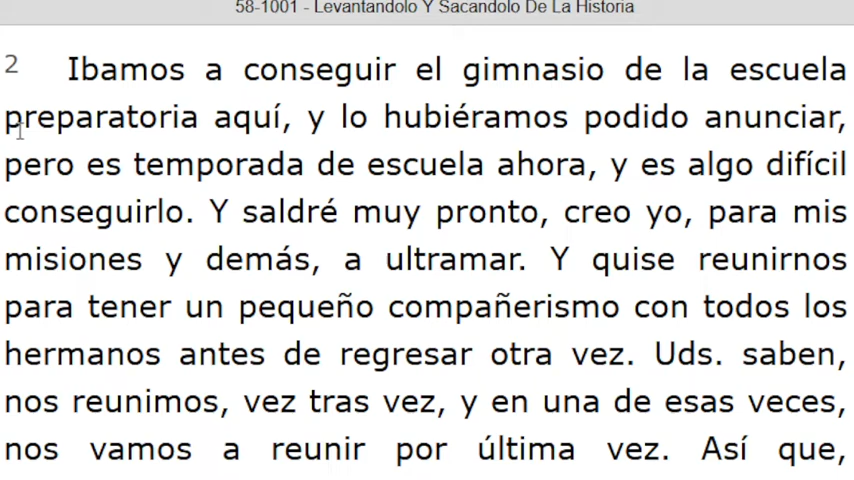 58-1001 - Levantandolo Y Sacandolo De La Historia
2 Ibamos a conseguir el gimnasio de la escuela
preparatoria aquí, y lo hubiéramos podido anunciar,
pero es temporada de escuela ahora, y es algo difícil
conseguirlo. Y saldré muy pronto, creo yo, para mis
misiones y demás, a ultramar. Y quise reunirnos
para tener un pequeño compañerismo con todos los
hermanos antes de regresar otra vez. Uds. saben,
nos reunimos, vez tras vez, y en una de esas veces,
nos vamos a reunir por última vez. Así que,